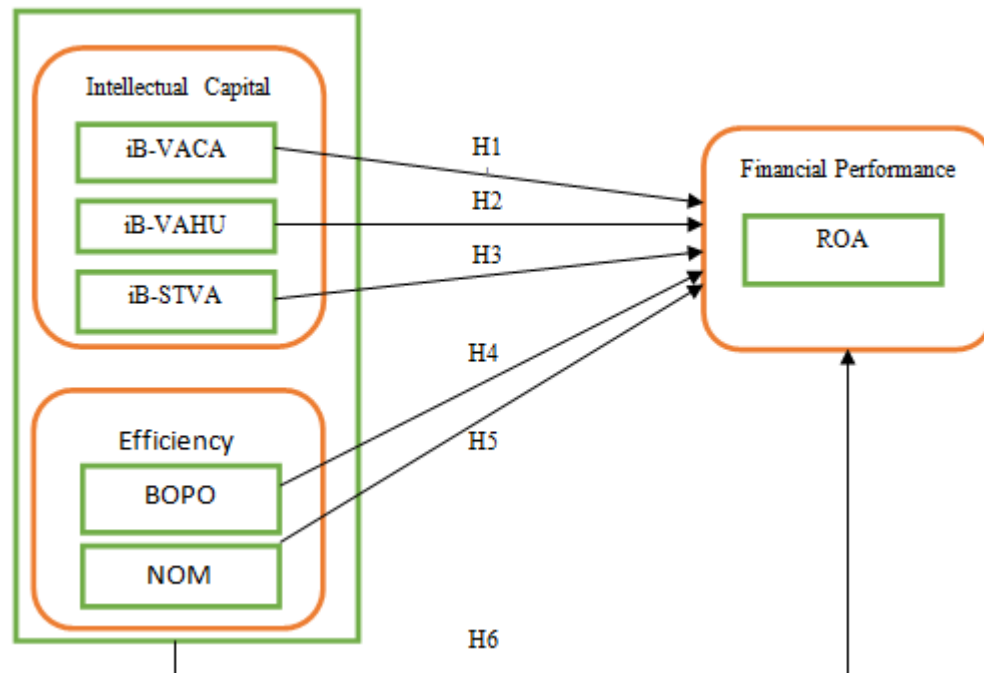 Intellectual Capital
iB-VACA
iB-VAHU
iB-STVA
Efficiency
BOPO
NOM
H1
H2
H3
H4
H5
H6
Financial Performance
ROA